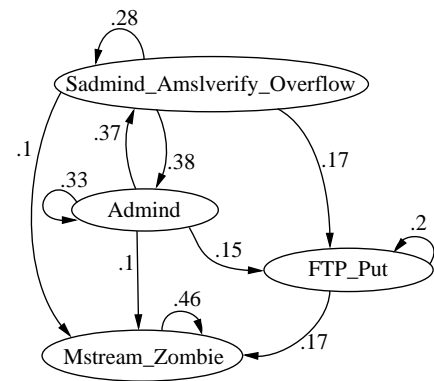 .28
Sadmind_Amslverify_Overflow
.1
.37
.38
.17
.33
Admind
.2
.1
.15
FTP_Put
.46
.17
Mstream_Zombie